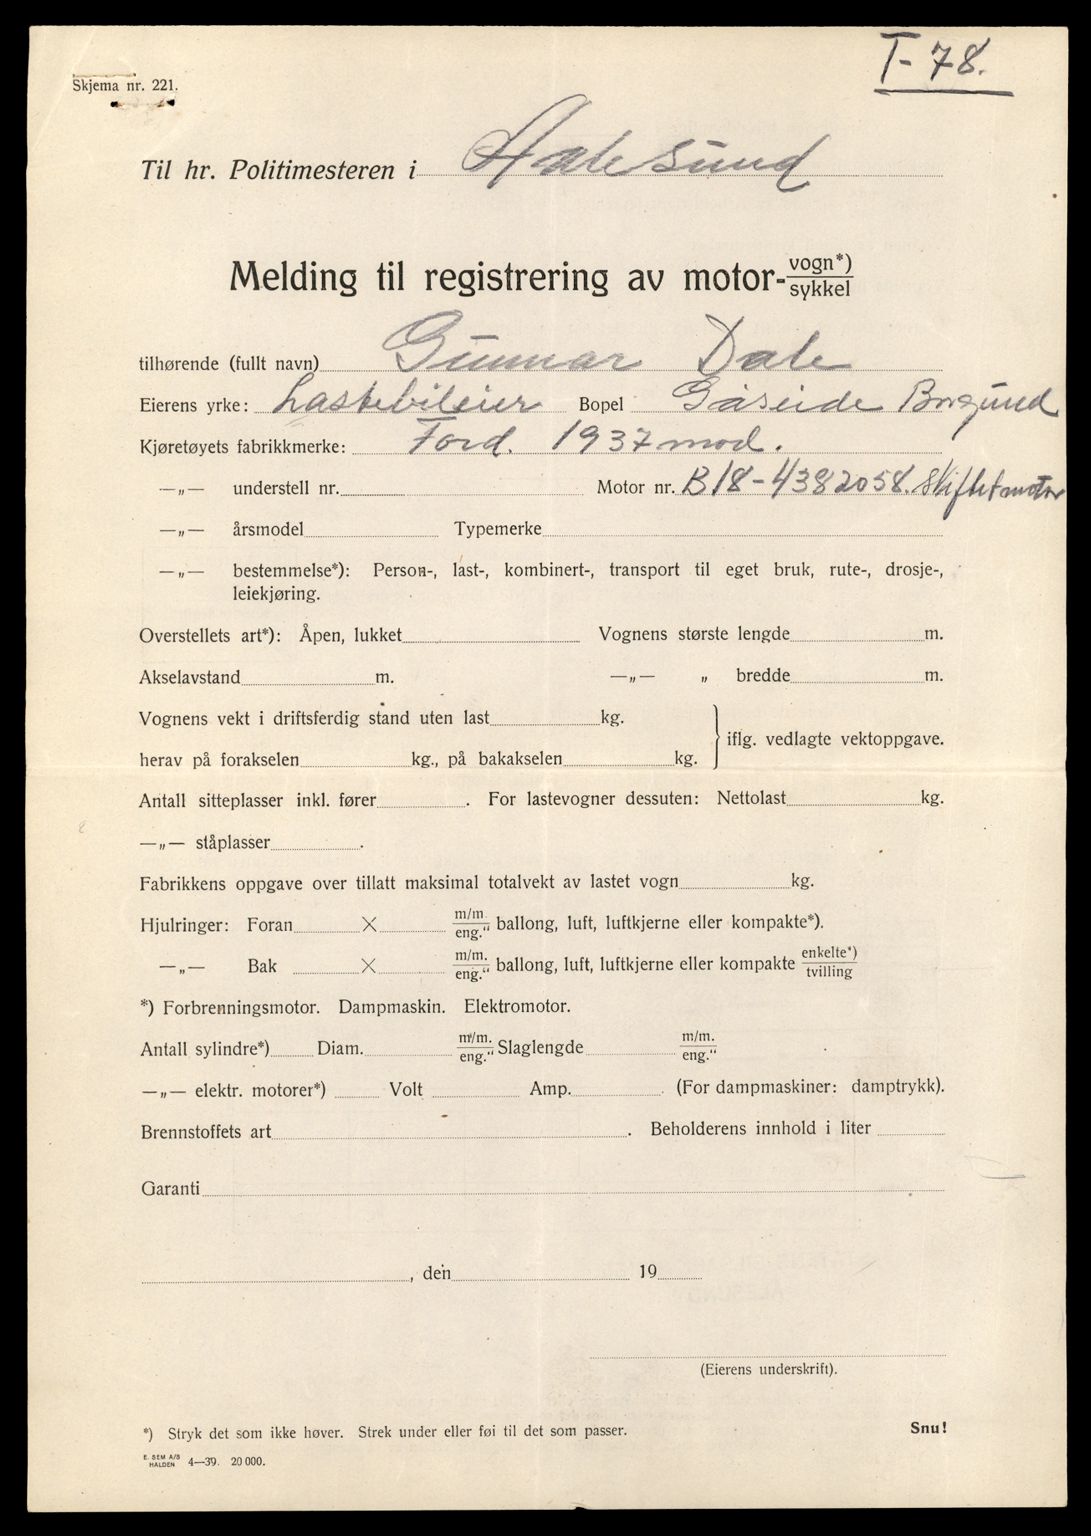 T-78.
Skjema nr. 221.
Til hr. Politimesteren i Aalesund
Melding til registrering av motor-vogn*)
sykkel
tilhørende (fullt navn) Gunnar Dale
Eierens yrke: Lastebileier Bopel Gåseide Borgund
Kjøretøyets fabrikkmerke: Ford. 1937 mod.
—„— understell nr. Motor nr. B18-4382058. Skiftet motor
—„— årsmodel Typemerke
—„— bestemmelse*): Person-, last-, kombinert-, transport til eget bruk, rute-, drosje-,
leiekjøring.
Overstellets art*): Åpen, lukket Vognens største lengde m.
Akselavstand m. —„— „ bredde m.
Vognens vekt i driftsferdig stand uten last kg.
iflg. vedlagte vektoppgave.
herav på forakselen kg., på bakakselen kg.
Antall sitteplasser inkl. fører . For lastevogner dessuten: Nettolast kg.
—„— ståplasser .
Fabrikkens oppgave over tillatt maksimal totalvekt av lastet vogn kg.
Hjulringer: Foran × m/m. eng.“ ballong, luft, luftkjerne eller kompakte*).
—„— Bak × m/m. eng.“ ballong, luft, luftkjerne eller kompakte enkelte*) tvilling
*) Forbrenningsmotor. Dampmaskin. Elektromotor.
Antall sylindre*) Diam. m/m. eng.“ Slaglengde m/m. eng.“
—„— elektr. motorer*) Volt Amp. (For dampmaskiner: damptrykk).
Brennstoffets art . Beholderens innhold i liter
Garanti
, den 19
(Eierens underskrift).
*) Stryk det som ikke høver. Strek under eller føi til det som passer. Snu!
E. SEM A/S
HALDEN 4—39. 20 000.